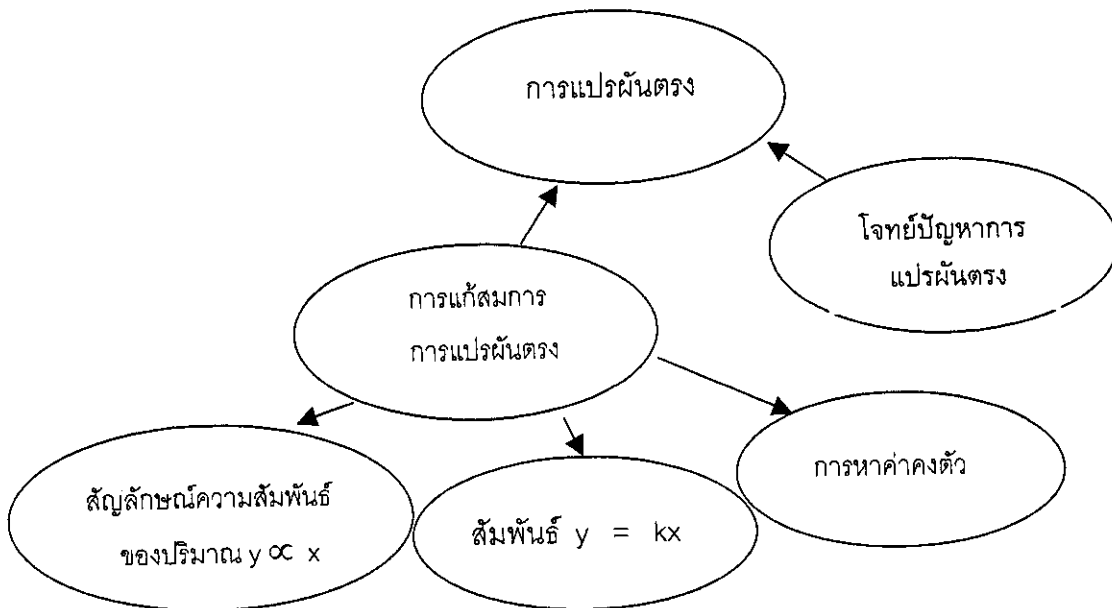 การแปรผันตรง
โจทย์ปัญหาการ
แปรผันตรง
การแก้สมการ
การแปรผันตรง
สัญลักษณ์ความสัมพันธ์
ของปริมาณ y ∝ x
สัมพันธ์ y = kx
การหาค่าคงตัว